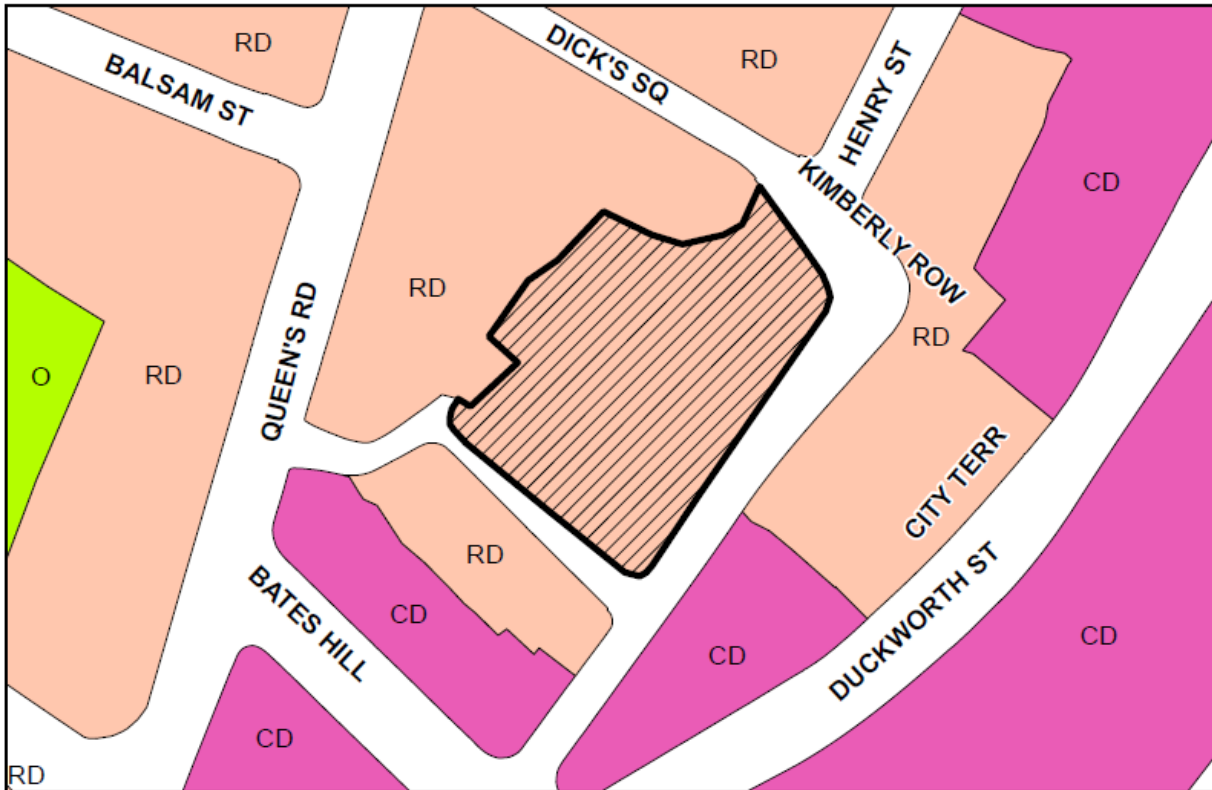 RD
BALSAM ST
DICK'S SQ
RD
HENRY ST
KIMBERLY ROW
CD
RD
QUEEN'S RD
RD
O
RD
CITY TERR
RD
BATES HILL
CD
DUCKWORTH ST
CD
CD
CD
RD